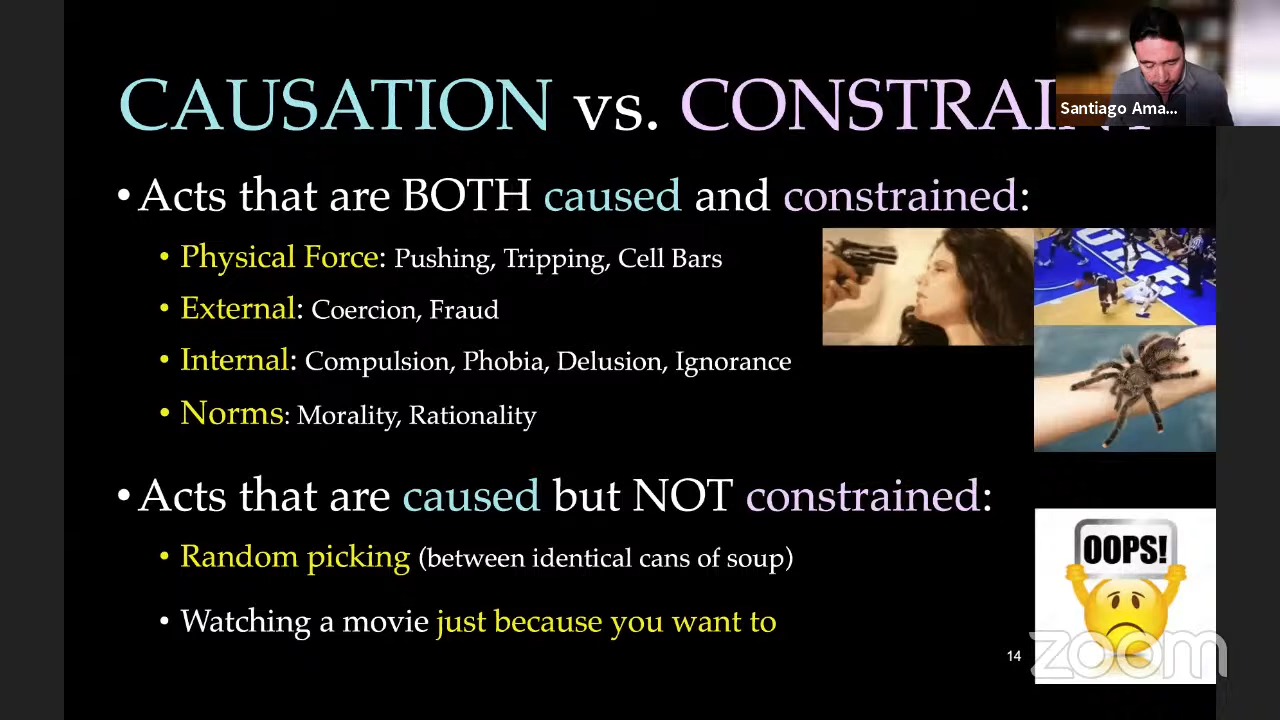 CAUSATION vs. CONSTRAINT
Santiago Ama...
•Acts that are BOTH caused and constrained:
• Physical Force: Pushing, Tripping, Cell Bars
• External: Coercion, Fraud
• Internal: Compulsion, Phobia, Delusion, Ignorance
• Norms: Morality, Rationality
DUKE
•Acts that are caused but NOT constrained:
• Random picking (between identical cans of soup)
OOPS!
• Watching a movie just because you want to
14
zoom